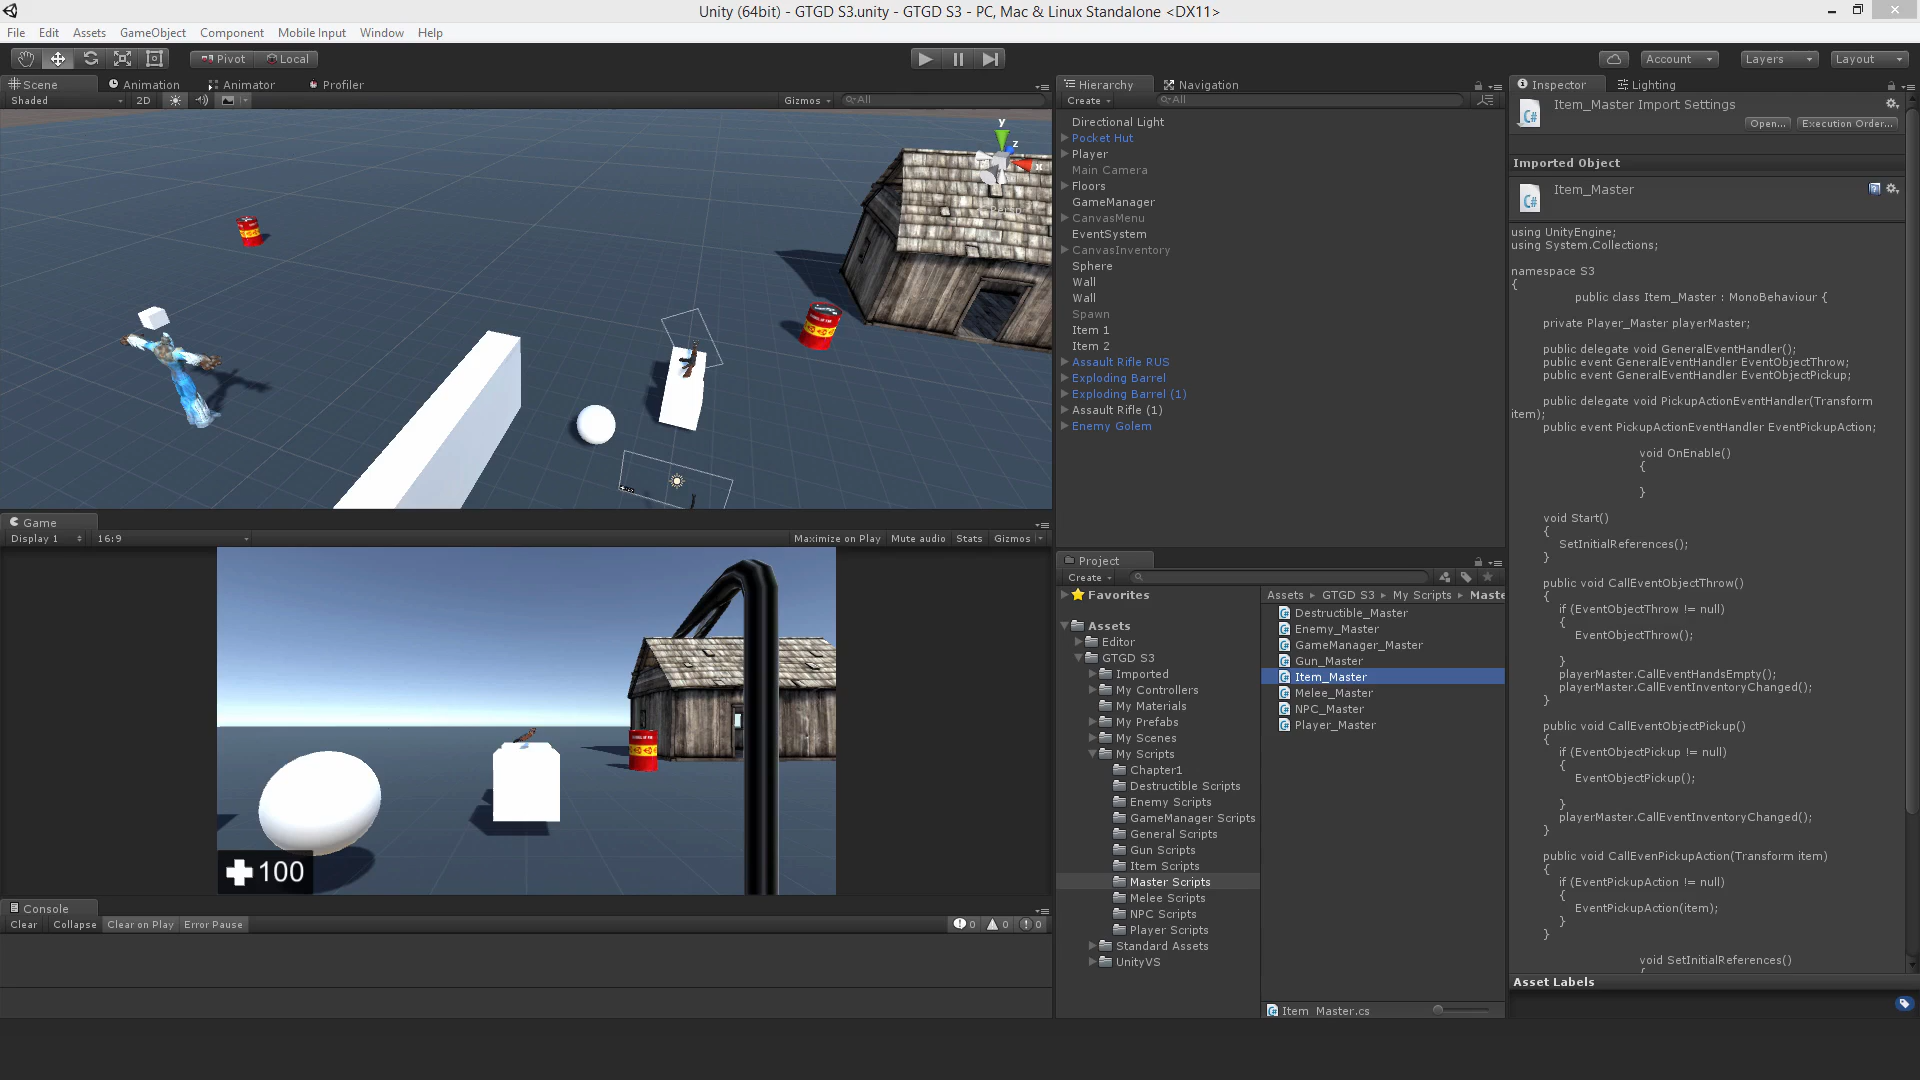 Unity (64bit) - GTGD S3.unity - GTGD S3 - PC, Mac & Linux Standalone <DX11>
File Edit Assets GameObject Component Mobile Input Window Help
Pivot Local Account Layers Layout
Scene Animation Animator Profiler
Shaded 2D Gizmos All
y
z
x
Persp
Game
Display 1 16:9 Maximize on Play Mute audio Stats Gizmos
100
Console
Clear Collapse Clear on Play Error Pause 0 0 0
Hierarchy Navigation
Create All
Directional Light
Pocket Hut
Player
Main Camera
Floors
GameManager
CanvasMenu
EventSystem
CanvasInventory
Sphere
Wall
Wall
Spawn
Item 1
Item 2
Assault Rifle RUS
Exploding Barrel
Exploding Barrel (1)
Assault Rifle (1)
Enemy Golem
Project
Create
Favorites
Assets
Editor
GTGD S3
Imported
My Controllers
My Materials
My Prefabs
My Scenes
My Scripts
Chapter1
Destructible Scripts
Enemy Scripts
GameManager Scripts
General Scripts
Gun Scripts
Item Scripts
Master Scripts
Melee Scripts
NPC Scripts
Player Scripts
Standard Assets
UnityVS
Assets GTGD S3 My Scripts Maste
Destructible_Master
Enemy_Master
GameManager_Master
Gun_Master
Item_Master
Melee_Master
NPC_Master
Player_Master
Item_Master.cs
Inspector Lighting
Item_Master Import Settings
Open... Execution Order...
Imported Object
Item_Master
using UnityEngine;
using System.Collections;
namespace S3
{
public class Item_Master : MonoBehaviour {
private Player_Master playerMaster;
public delegate void GeneralEventHandler();
public event GeneralEventHandler EventObjectThrow;
public event GeneralEventHandler EventObjectPickup;
public delegate void PickupActionEventHandler(Transform
item);
public event PickupActionEventHandler EventPickupAction;
void OnEnable()
{
}
void Start()
{
SetInitialReferences();
}
public void CallEventObjectThrow()
{
if (EventObjectThrow != null)
{
EventObjectThrow();
}
playerMaster.CallEventHandsEmpty();
playerMaster.CallEventInventoryChanged();
}
public void CallEventObjectPickup()
{
if (EventObjectPickup != null)
{
EventObjectPickup();
}
playerMaster.CallEventInventoryChanged();
}
public void CallEvenPickupAction(Transform item)
{
if (EventPickupAction != null)
{
EventPickupAction(item);
}
}
void SetInitialReferences()
{
Asset Labels